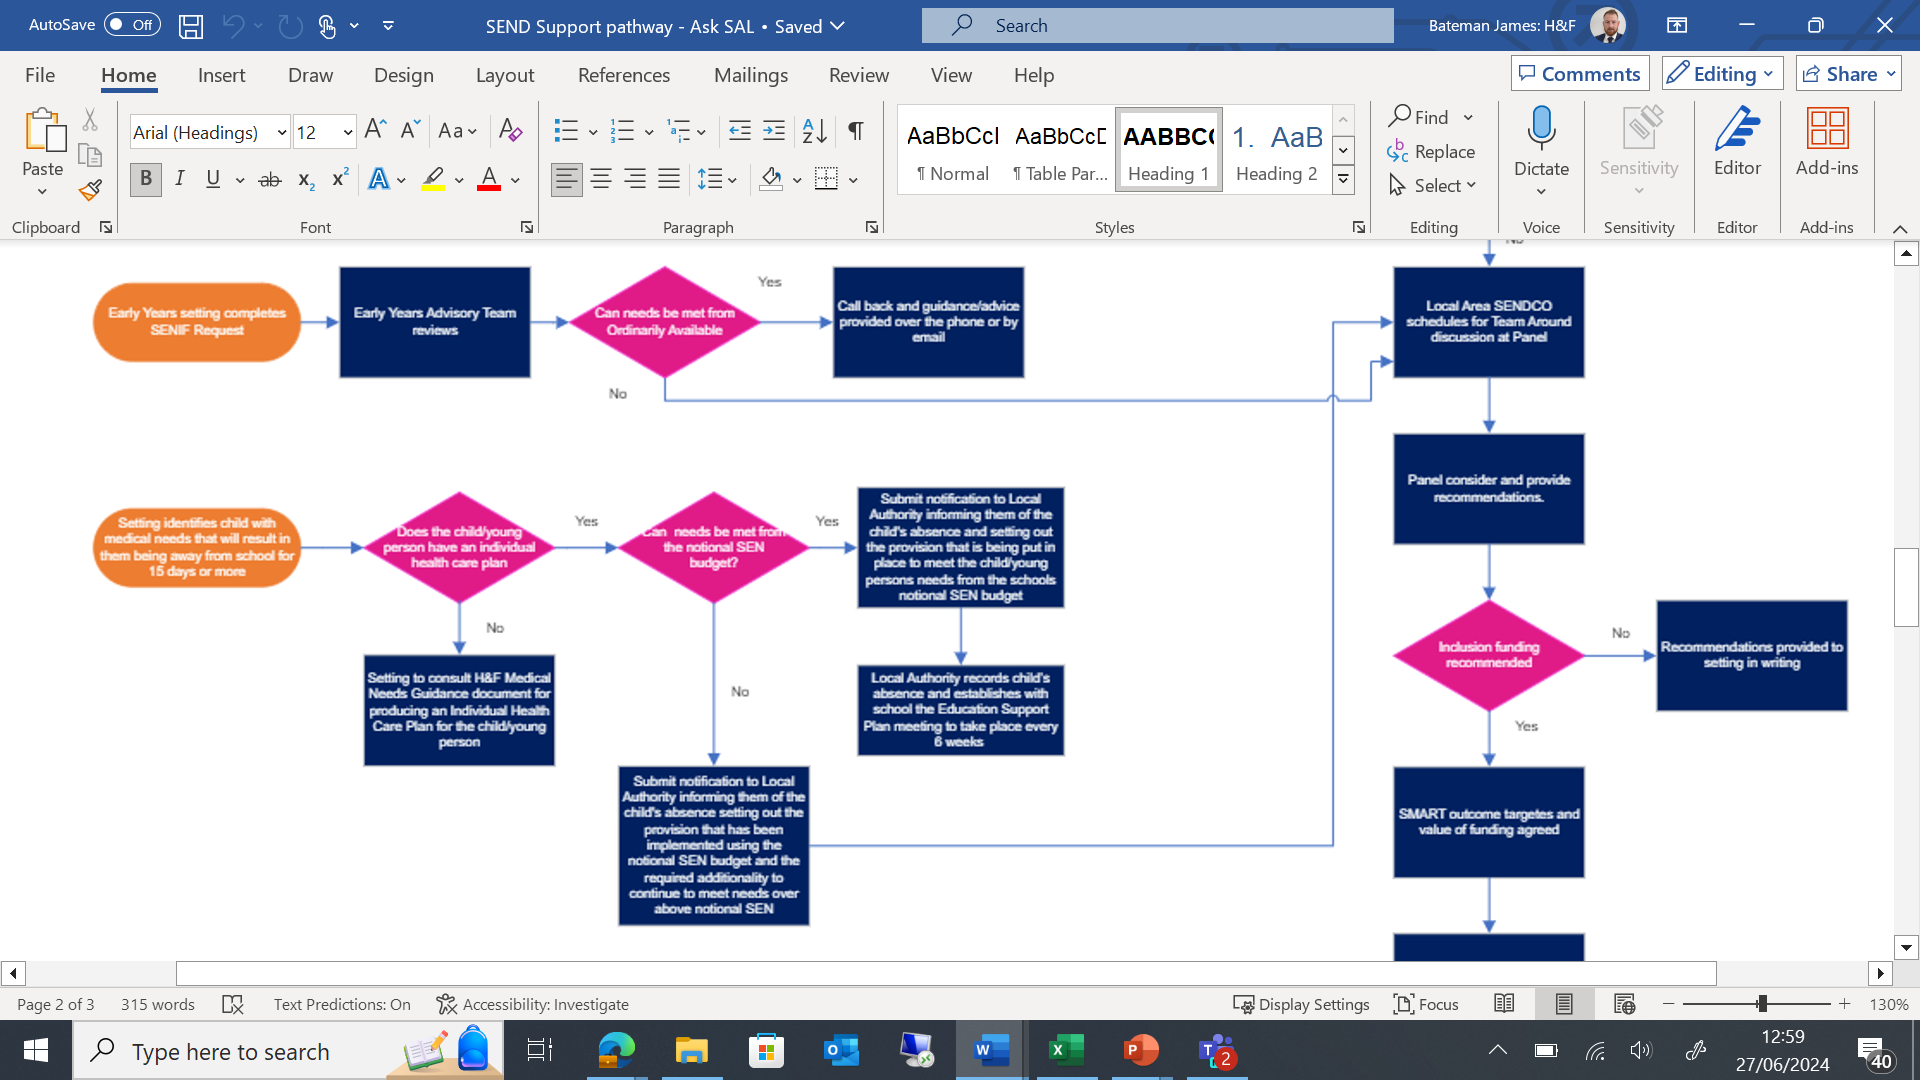 AutoSave Off
SEND Support pathway - Ask SAL • Saved
Search
Bateman James: H&F
File Home Insert Draw Design Layout References Mailings Review View Help
Comments Editing Share
Paste
Arial (Headings) 12
Aa
AaBbCcI AaBbCcD AABBC 1. AaB
¶ Normal ¶ Table Par... Heading 1 Heading 2
Find
Replace
Select
Dictate
Sensitivity
Editor
Add-ins
Clipboard Font Paragraph Styles Editing Voice Sensitivity Editor Add-ins
No
Early Years setting completes
SENIF Request
Early Years Advisory Team
reviews
Can needs be met from
Ordinarily Available
Yes
No
Call back and guidance/advice
provided over the phone or by
email
Local Area SENDCO
schedules for Team Around
discussion at Panel
Panel consider and provide
recommendations.
Setting identifies child with
medical needs that will result in
them being away from school for
15 days or more
Does the child/young
person have an individual
health care plan
Yes
No
Can needs be met from
the notional SEN
budget?
Yes
No
Submit notification to Local
Authority informing them of the
child's absence and setting out
the provision that is being put in
place to meet the child/young
persons needs from the schools
notional SEN budget
Local Authority records child's
absence and establishes with
school the Education Support
Plan meeting to take place every
6 weeks
Setting to consult H&F Medical
Needs Guidance document for
producing an Individual Health
Care Plan for the child/young
person
Submit notification to Local
Authority informing them of the
child's absence setting out the
provision that has been
implemented using the
notional SEN budget and the
required additionality to
continue to meet needs over
above notional SEN
Inclusion funding
recommended
No
Yes
Recommendations provided to
setting in writing
SMART outcome targetes and
value of funding agreed
Page 2 of 3 315 words Text Predictions: On Accessibility: Investigate Display Settings Focus 130%
Type here to search
2
12:59
27/06/2024
40